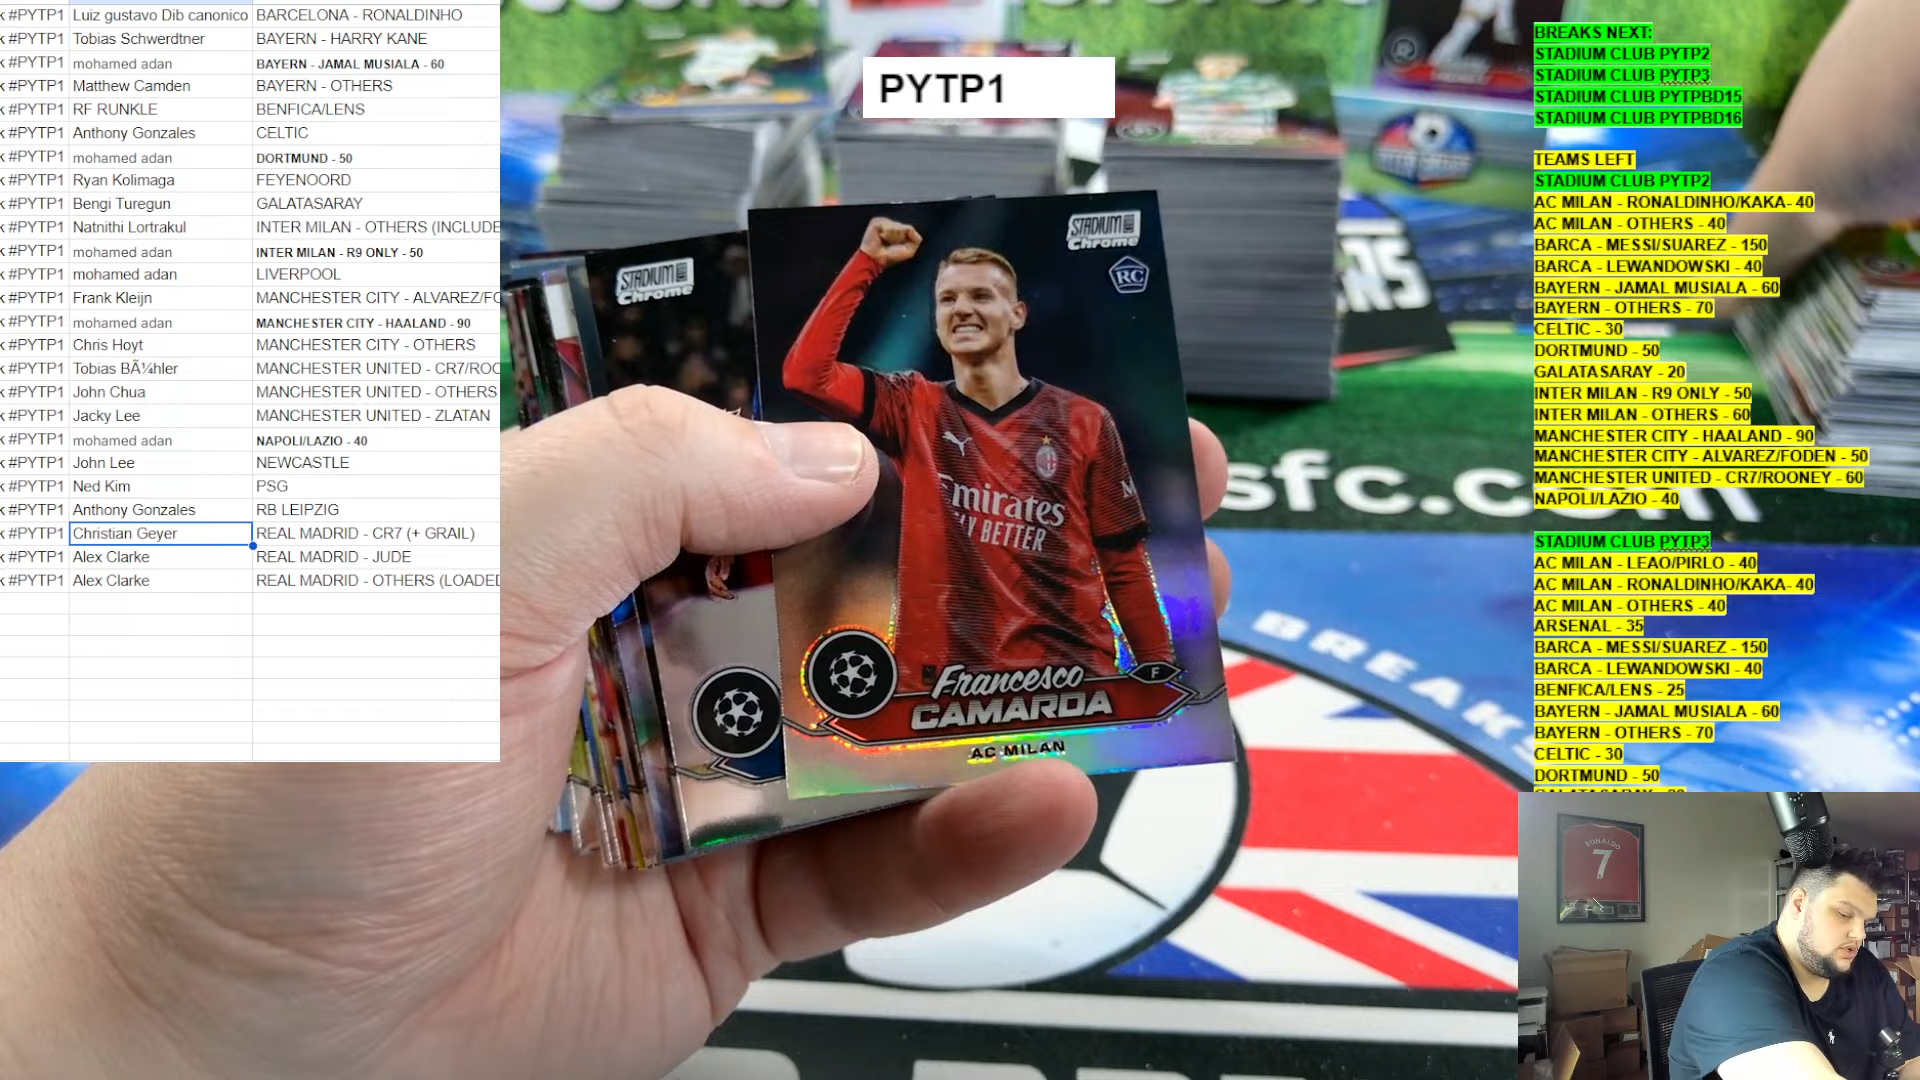 k #PYTP1 Luiz gustavo Dib canonico BARCELONA - RONALDINHO
k #PYTP1 Tobias Schwerdtner BAYERN - HARRY KANE
k #PYTP1 mohamed adan BAYERN - JAMAL MUSIALA - 60
k #PYTP1 Matthew Camden BAYERN - OTHERS
k #PYTP1 RF RUNKLE BENFICA/LENS
k #PYTP1 Anthony Gonzales CELTIC
k #PYTP1 mohamed adan DORTMUND - 50
k #PYTP1 Ryan Kolimaga FEYENOORD
k #PYTP1 Bengi Turegun GALATASARAY
k #PYTP1 Natnithi Lortrakul INTER MILAN - OTHERS (INCLUDE
k #PYTP1 mohamed adan INTER MILAN - R9 ONLY - 50
k #PYTP1 mohamed adan LIVERPOOL
k #PYTP1 Frank Kleijn MANCHESTER CITY - ALVAREZ/FO
k #PYTP1 mohamed adan MANCHESTER CITY - HAALAND - 90
k #PYTP1 Chris Hoyt MANCHESTER CITY - OTHERS
k #PYTP1 Tobias BÃ¼hler MANCHESTER UNITED - CR7/ROO
k #PYTP1 John Chua MANCHESTER UNITED - OTHERS
k #PYTP1 Jacky Lee MANCHESTER UNITED - ZLATAN
k #PYTP1 mohamed adan NAPOLI/LAZIO - 40
k #PYTP1 John Lee NEWCASTLE
k #PYTP1 Ned Kim PSG
k #PYTP1 Anthony Gonzales RB LEIPZIG
k #PYTP1 Christian Geyer REAL MADRID - CR7 (+ GRAIL)
k #PYTP1 Alex Clarke REAL MADRID - JUDE
k #PYTP1 Alex Clarke REAL MADRID - OTHERS (LOADED
PYTP1
STADIUM
Chrome
STADIUM
Chrome
RC
Emirates
Y BETTER
F
Francesco
CAMARDA
AC MILAN
sfc.com
BREAKS
BREAKS NEXT:
STADIUM CLUB PYTP2
STADIUM CLUB PYTP3
STADIUM CLUB PYTPBD15
STADIUM CLUB PYTPBD16
TEAMS LEFT
STADIUM CLUB PYTP2
AC MILAN - RONALDINHO/KAKA- 40
AC MILAN - OTHERS - 40
BARCA - MESSI/SUAREZ - 150
BARCA - LEWANDOWSKI - 40
BAYERN - JAMAL MUSIALA - 60
BAYERN - OTHERS - 70
CELTIC - 30
DORTMUND - 50
GALATASARAY - 20
INTER MILAN - R9 ONLY - 50
INTER MILAN - OTHERS - 60
MANCHESTER CITY - HAALAND - 90
MANCHESTER CITY - ALVAREZ/FODEN - 50
MANCHESTER UNITED - CR7/ROONEY - 60
NAPOLI/LAZIO - 40
STADIUM CLUB PYTP3
AC MILAN - LEAO/PIRLO - 40
AC MILAN - RONALDINHO/KAKA- 40
AC MILAN - OTHERS - 40
ARSENAL - 35
BARCA - MESSI/SUAREZ - 150
BARCA - LEWANDOWSKI - 40
BENFICA/LENS - 25
BAYERN - JAMAL MUSIALA - 60
BAYERN - OTHERS - 70
CELTIC - 30
DORTMUND - 50
RONALDO
7